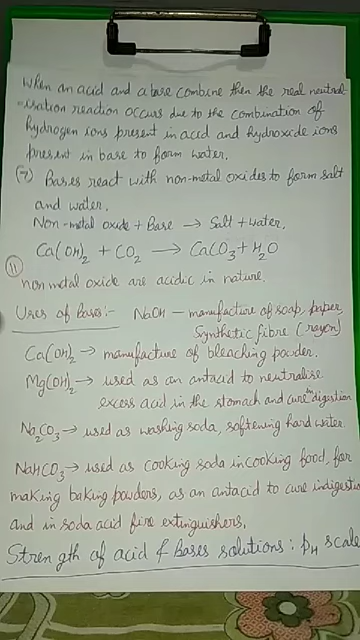 When an acid and a base combine then the real neutral-
-isation reaction occurs due to the combination of
hydrogen ions present in acid and hydroxide ions
present in base to form water.
(7) Bases react with non-metal oxides to form salt
and water.
Non-metal oxide + Base → Salt + Water.
Ca(OH)₂ + CO₂ → CaCO₃ + H₂O
11
non metal oxide are acidic in nature.
Uses of Bases:- NaOH — manufacture of soap, paper,
Synthetic fibre (rayon)
Ca(OH)₂ → manufacture of bleaching powder.
Mg(OH)₂ → used as an antacid to neutralise
excess acid in the stomach and cure indigestion
Na₂CO₃ → used as washing soda, softening hard water.
NaHCO₃ → used as cooking soda in cooking food, for
making baking powders, as an antacid to cure indigestion
and in soda acid fire extinguishers.
Strength of acid & Bases solutions : pH scale